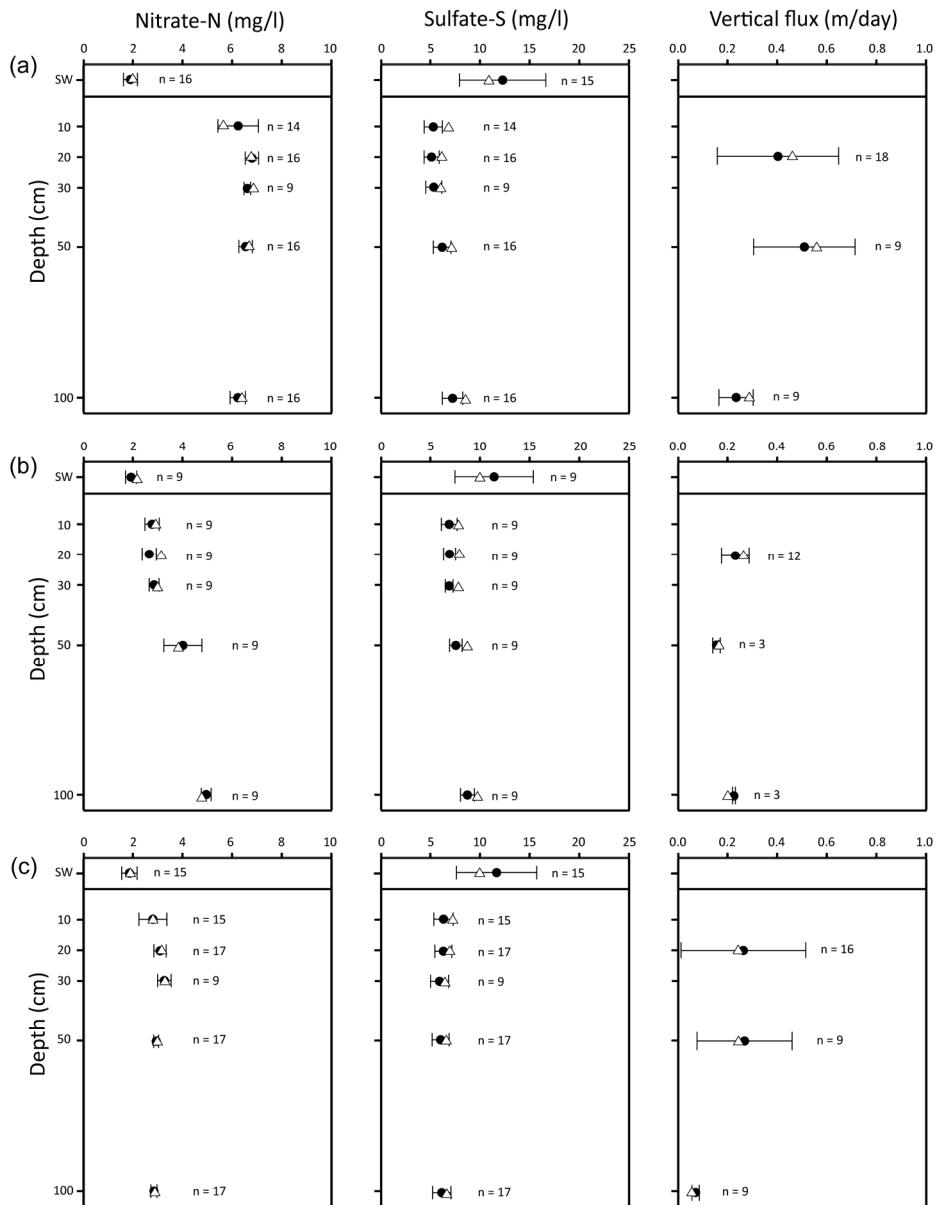 Nitrate-N (mg/l) Sulfate-S (mg/l) Vertical flux (m/day)
0 2 4 6 8 10 0 5 10 15 20 25 0.0 0.2 0.4 0.6 0.8 1.0
(a)
SW n = 16 n = 15
10 n = 14 n = 14
20 n = 16 n = 16 n = 18
30 n = 9 n = 9
50 n = 16 n = 16 n = 9
100 n = 16 n = 16 n = 9
Depth (cm)
0 2 4 6 8 10 0 5 10 15 20 25 0.0 0.2 0.4 0.6 0.8 1.0
(b)
SW n = 9 n = 9
10 n = 9 n = 9
20 n = 9 n = 9 n = 12
30 n = 9 n = 9
50 n = 9 n = 9 n = 3
100 n = 9 n = 9 n = 3
Depth (cm)
0 2 4 6 8 10 0 5 10 15 20 25 0.0 0.2 0.4 0.6 0.8 1.0
(c)
SW n = 15 n = 15
10 n = 15 n = 15
20 n = 17 n = 17 n = 16
30 n = 9 n = 9
50 n = 17 n = 17 n = 9
100 n = 17 n = 17 n = 9
Depth (cm)